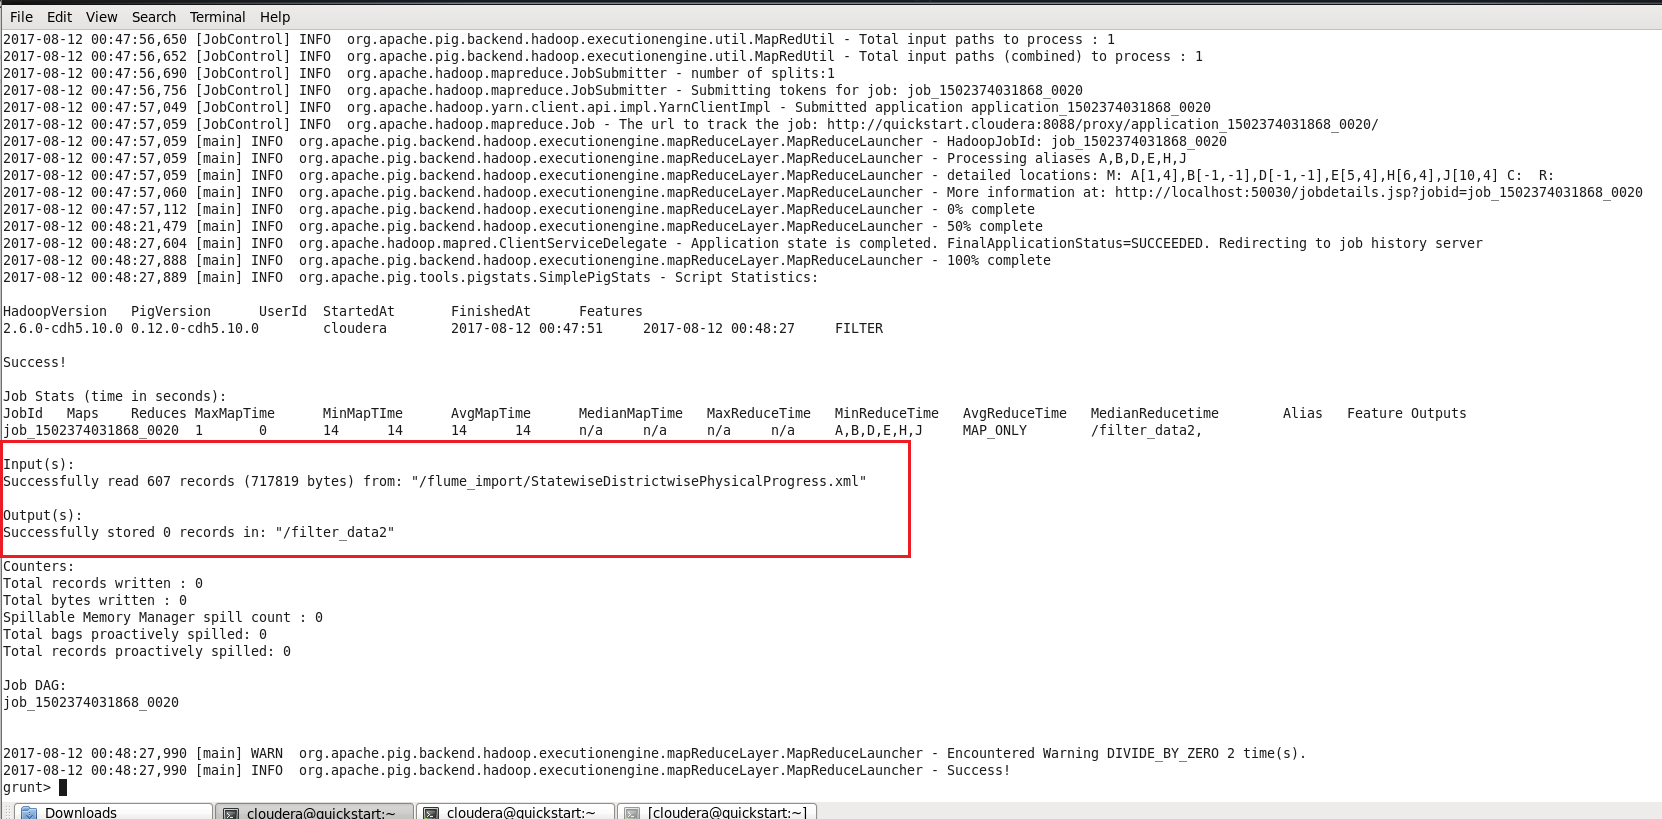 File Edit View Search Terminal Help
2017-08-12 00:47:56,650 [JobControl] INFO  org.apache.pig.backend.hadoop.executionengine.util.MapRedUtil - Total input paths to process : 1
2017-08-12 00:47:56,652 [JobControl] INFO  org.apache.pig.backend.hadoop.executionengine.util.MapRedUtil - Total input paths (combined) to process : 1
2017-08-12 00:47:56,690 [JobControl] INFO  org.apache.hadoop.mapreduce.JobSubmitter - number of splits:1
2017-08-12 00:47:56,756 [JobControl] INFO  org.apache.hadoop.mapreduce.JobSubmitter - Submitting tokens for job: job_1502374031868_0020
2017-08-12 00:47:57,049 [JobControl] INFO  org.apache.hadoop.yarn.client.api.impl.YarnClientImpl - Submitted application application_1502374031868_0020
2017-08-12 00:47:57,059 [JobControl] INFO  org.apache.hadoop.mapreduce.Job - The url to track the job: http://quickstart.cloudera:8088/proxy/application_1502374031868_0020/
2017-08-12 00:47:57,059 [main] INFO  org.apache.pig.backend.hadoop.executionengine.mapReduceLayer.MapReduceLauncher - HadoopJobId: job_1502374031868_0020
2017-08-12 00:47:57,059 [main] INFO  org.apache.pig.backend.hadoop.executionengine.mapReduceLayer.MapReduceLauncher - Processing aliases A,B,D,E,H,J
2017-08-12 00:47:57,059 [main] INFO  org.apache.pig.backend.hadoop.executionengine.mapReduceLayer.MapReduceLauncher - detailed locations: M: A[1,4],B[-1,-1],D[-1,-1],E[5,4],H[6,4],J[10,4] C:  R:
2017-08-12 00:47:57,060 [main] INFO  org.apache.pig.backend.hadoop.executionengine.mapReduceLayer.MapReduceLauncher - More information at: http://localhost:50030/jobdetails.jsp?jobid=job_1502374031868_0020
2017-08-12 00:47:57,112 [main] INFO  org.apache.pig.backend.hadoop.executionengine.mapReduceLayer.MapReduceLauncher - 0% complete
2017-08-12 00:48:21,479 [main] INFO  org.apache.pig.backend.hadoop.executionengine.mapReduceLayer.MapReduceLauncher - 50% complete
2017-08-12 00:48:27,604 [main] INFO  org.apache.hadoop.mapred.ClientServiceDelegate - Application state is completed. FinalApplicationStatus=SUCCEEDED. Redirecting to job history server
2017-08-12 00:48:27,888 [main] INFO  org.apache.pig.backend.hadoop.executionengine.mapReduceLayer.MapReduceLauncher - 100% complete
2017-08-12 00:48:27,889 [main] INFO  org.apache.pig.tools.pigstats.SimplePigStats - Script Statistics:
HadoopVersion   PigVersion      UserId  StartedAt       FinishedAt      Features
2.6.0-cdh5.10.0 0.12.0-cdh5.10.0        cloudera        2017-08-12 00:47:51     2017-08-12 00:48:27     FILTER
Success!
Job Stats (time in seconds):
JobId   Maps    Reduces MaxMapTime      MinMapTIme      AvgMapTime      MedianMapTime   MaxReduceTime   MinReduceTime   AvgReduceTime   MedianReducetime        Alias   Feature Outputs
job_1502374031868_0020  1       0       14      14      14      14      n/a     n/a     n/a     n/a     A,B,D,E,H,J     MAP_ONLY        /filter_data2,
Input(s):
Successfully read 607 records (717819 bytes) from: "/flume_import/StatewiseDistrictwisePhysicalProgress.xml"
Output(s):
Successfully stored 0 records in: "/filter_data2"
Counters:
Total records written : 0
Total bytes written : 0
Spillable Memory Manager spill count : 0
Total bags proactively spilled: 0
Total records proactively spilled: 0
Job DAG:
job_1502374031868_0020
2017-08-12 00:48:27,990 [main] WARN  org.apache.pig.backend.hadoop.executionengine.mapReduceLayer.MapReduceLauncher - Encountered Warning DIVIDE_BY_ZERO 2 time(s).
2017-08-12 00:48:27,990 [main] INFO  org.apache.pig.backend.hadoop.executionengine.mapReduceLayer.MapReduceLauncher - Success!
grunt>
Downloads cloudera@quickstart:~ cloudera@quickstart:~ [cloudera@quickstart:~]